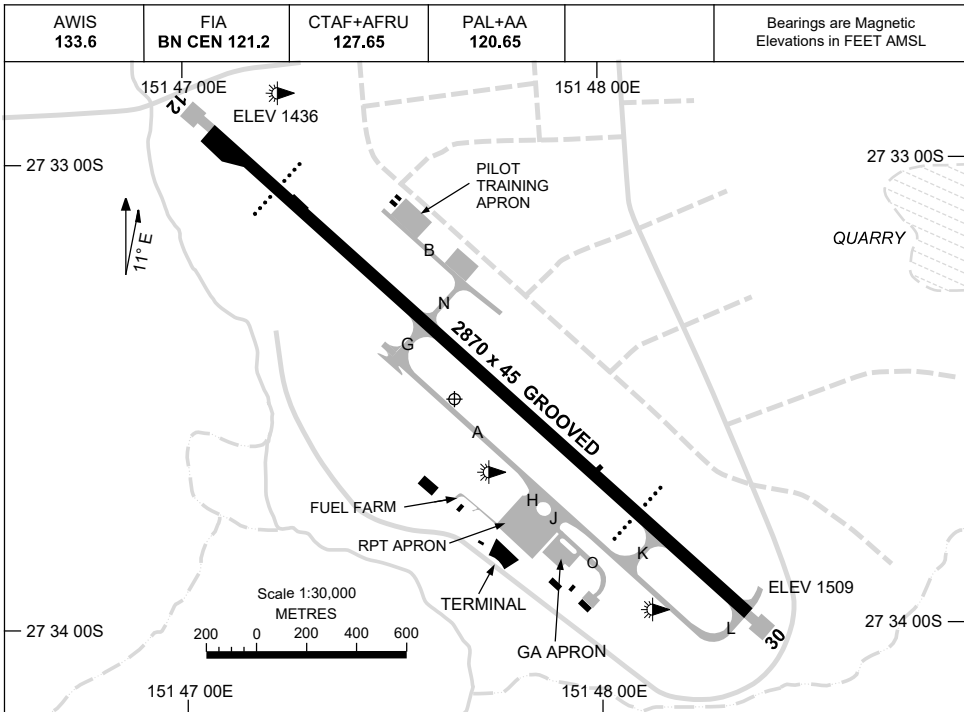 AWIS
133.6
FIA
BN CEN 121.2
CTAF+AFRU
127.65
PAL+AA
120.65
Bearings are Magnetic
Elevations in FEET AMSL
151 47 00E
151 48 00E
12
ELEV 1436
27 33 00S
27 33 00S
PILOT
TRAINING
APRON
QUARRY
11° E
B
N
G
2870 x 45 GROOVED
A
H
J
FUEL FARM
RPT APRON
K
O
ELEV 1509
Scale 1:30,000
METRES
200 0 200 400 600
TERMINAL
GA APRON
L
30
27 34 00S
27 34 00S
151 47 00E
151 48 00E